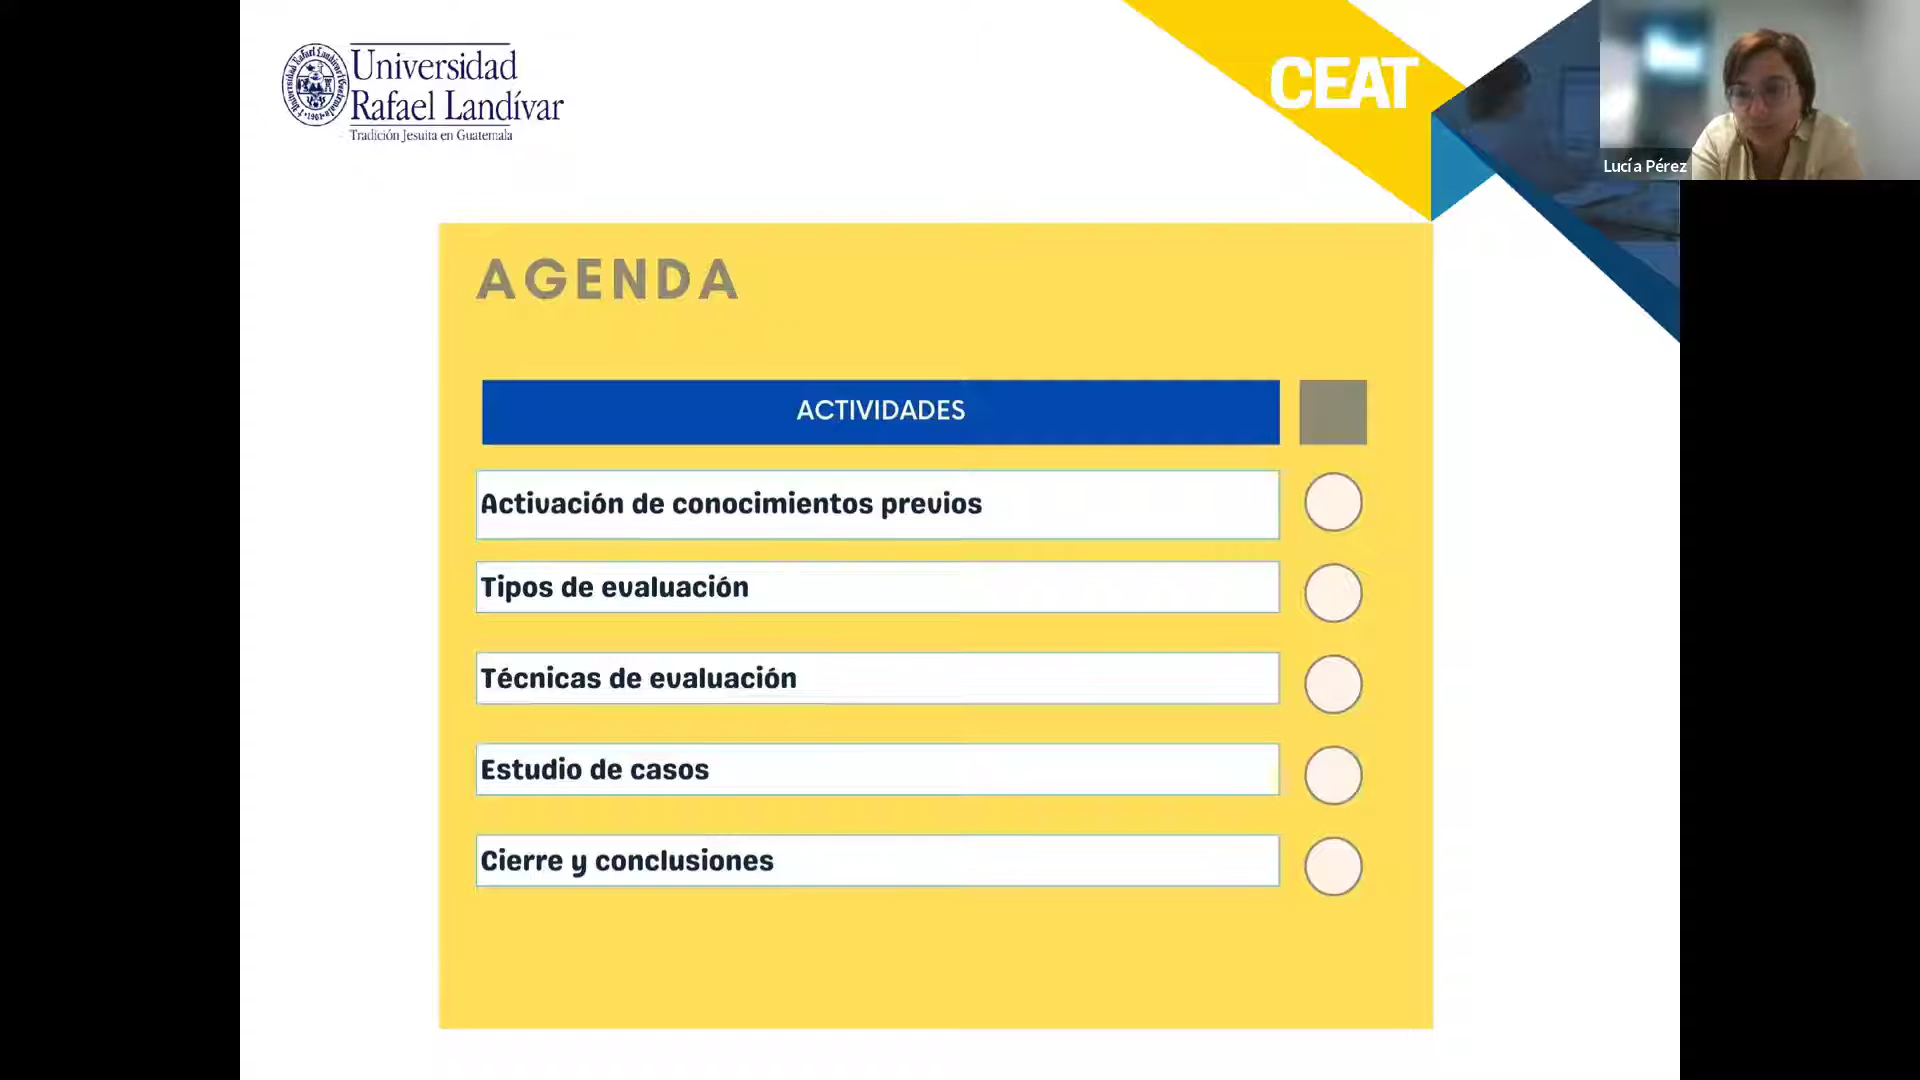 Universidad
Rafael Landívar
Tradición Jesuita en Guatemala
CEAT
Lucía Pérez
AGENDA
ACTIVIDADES
Activación de conocimientos previos
Tipos de evaluación
Técnicas de evaluación
Estudio de casos
Cierre y conclusiones